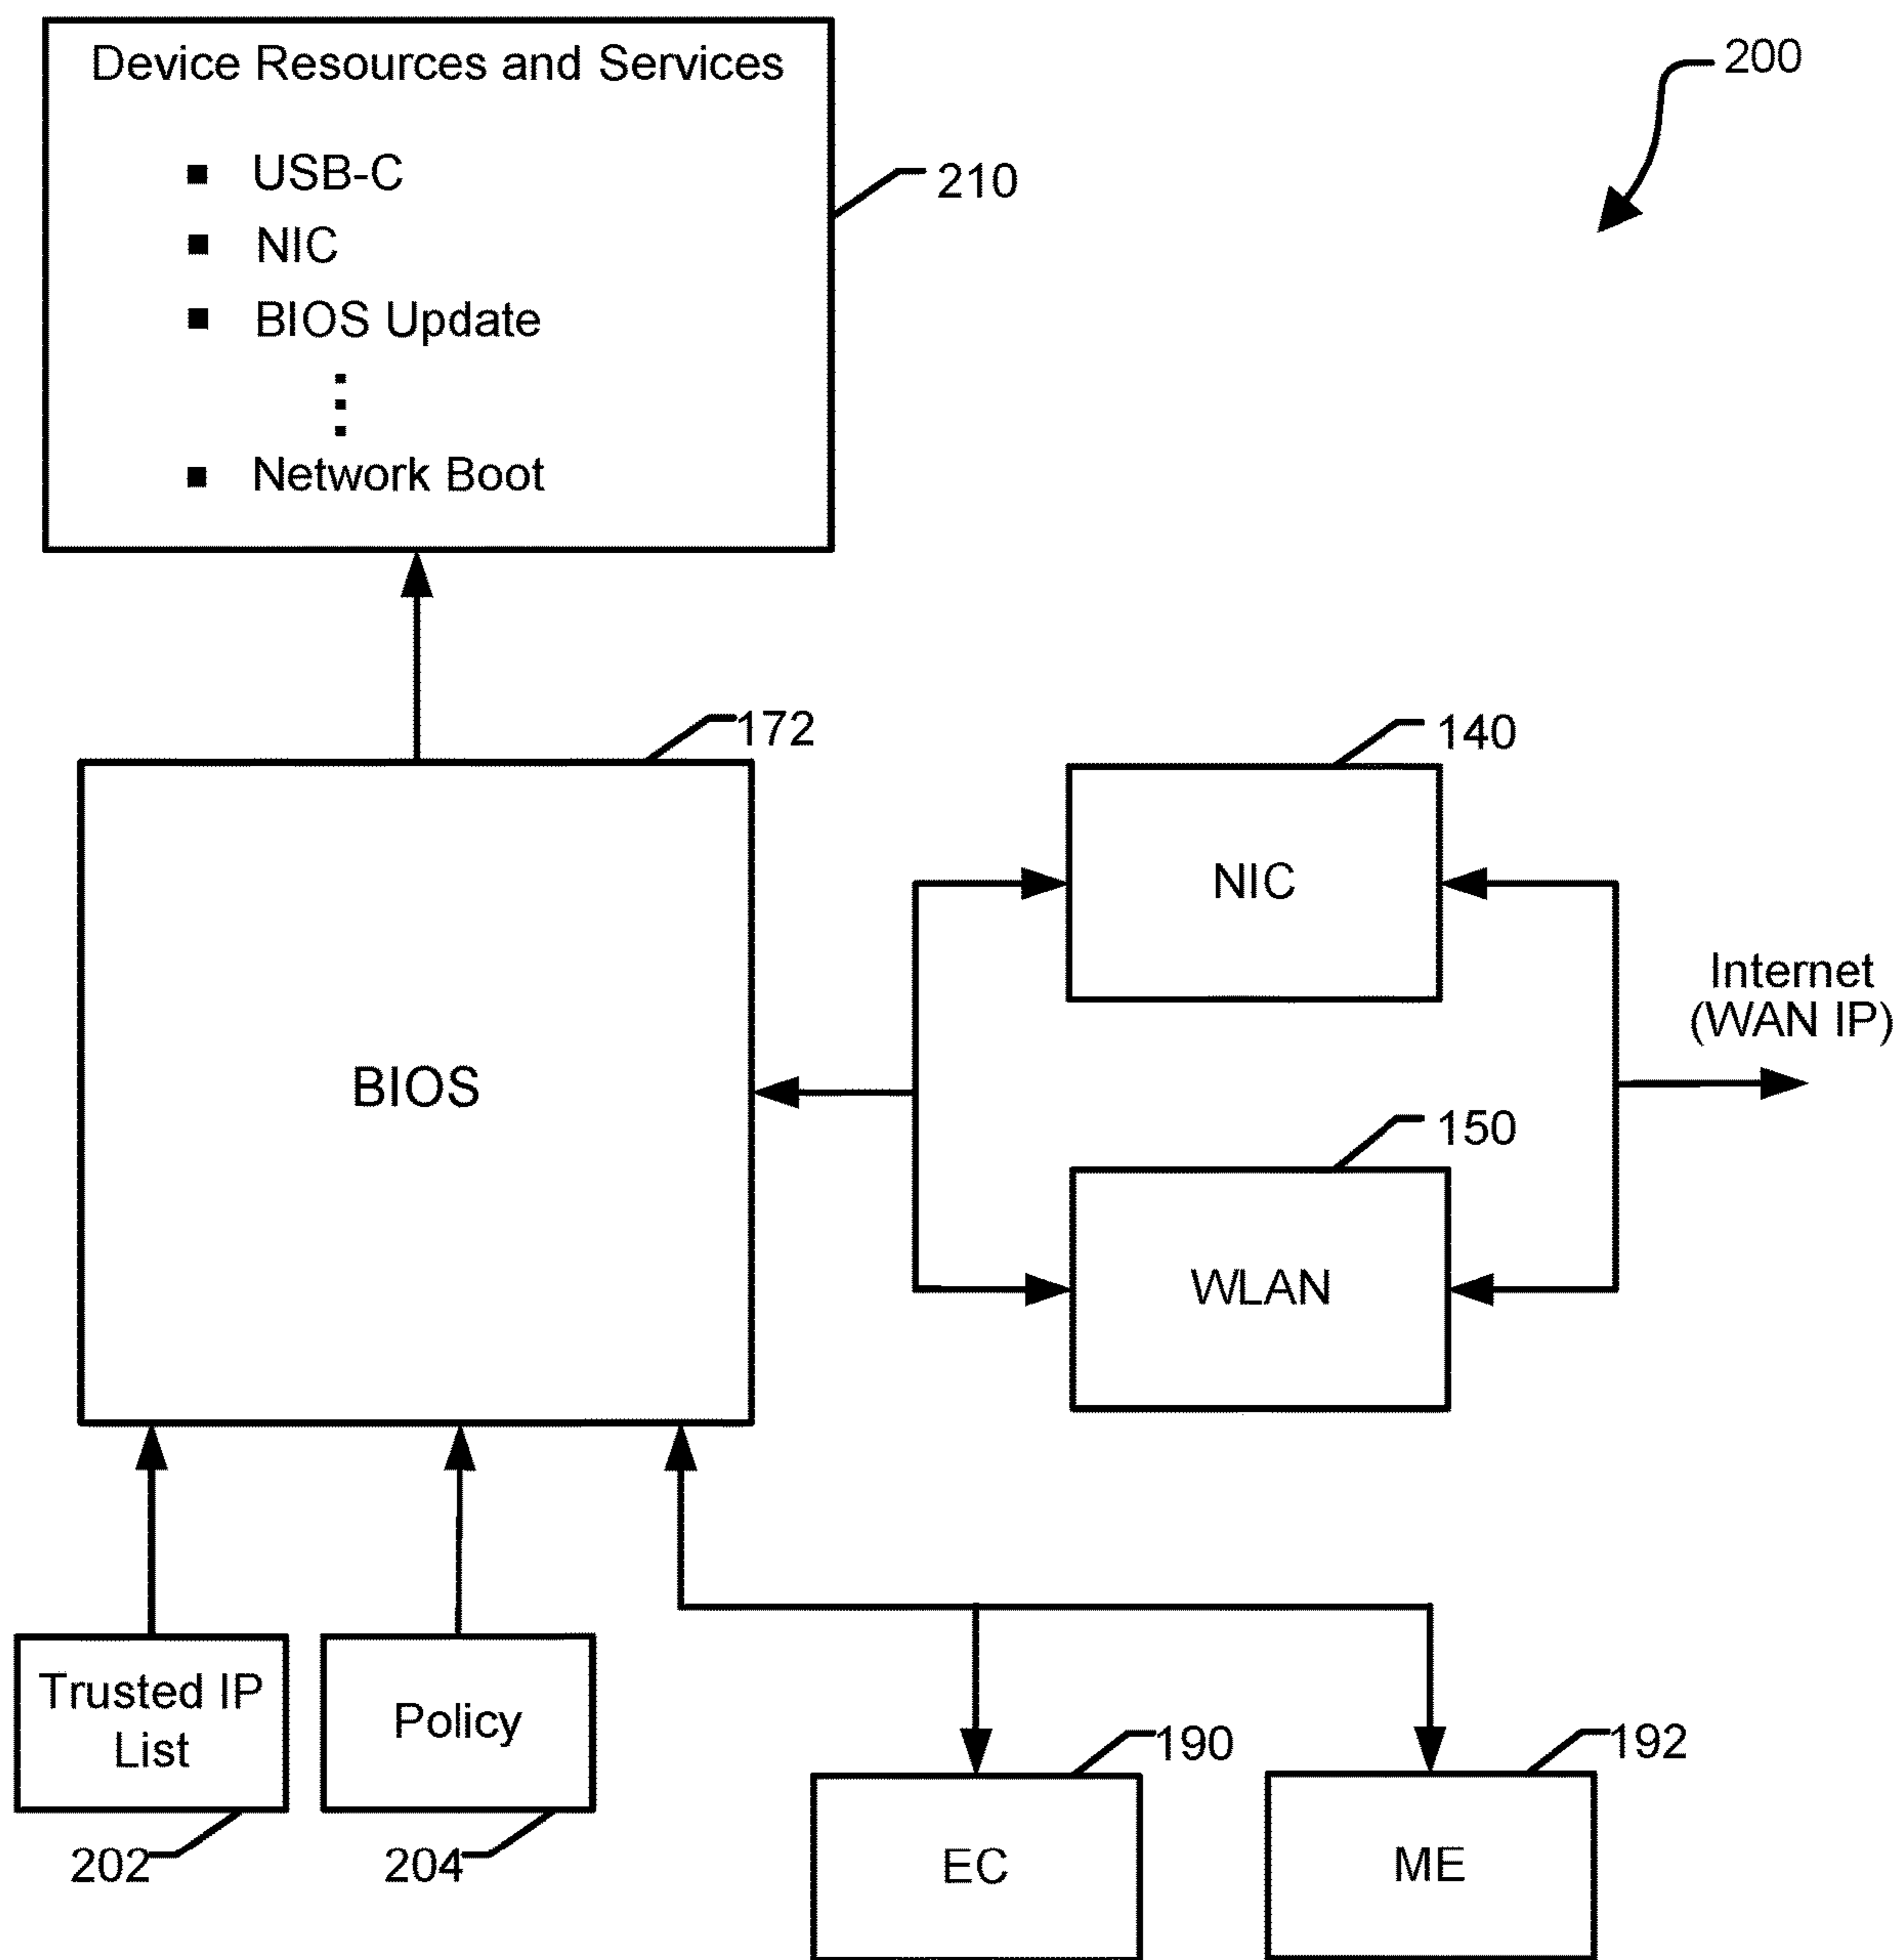 Device Resources and Services
■ USB-C
■ NIC
■ BIOS Update
■ Network Boot
210
200
172
BIOS
140
NIC
150
WLAN
Internet
(WAN IP)
Trusted IP
List
202
Policy
204
190
EC
192
ME